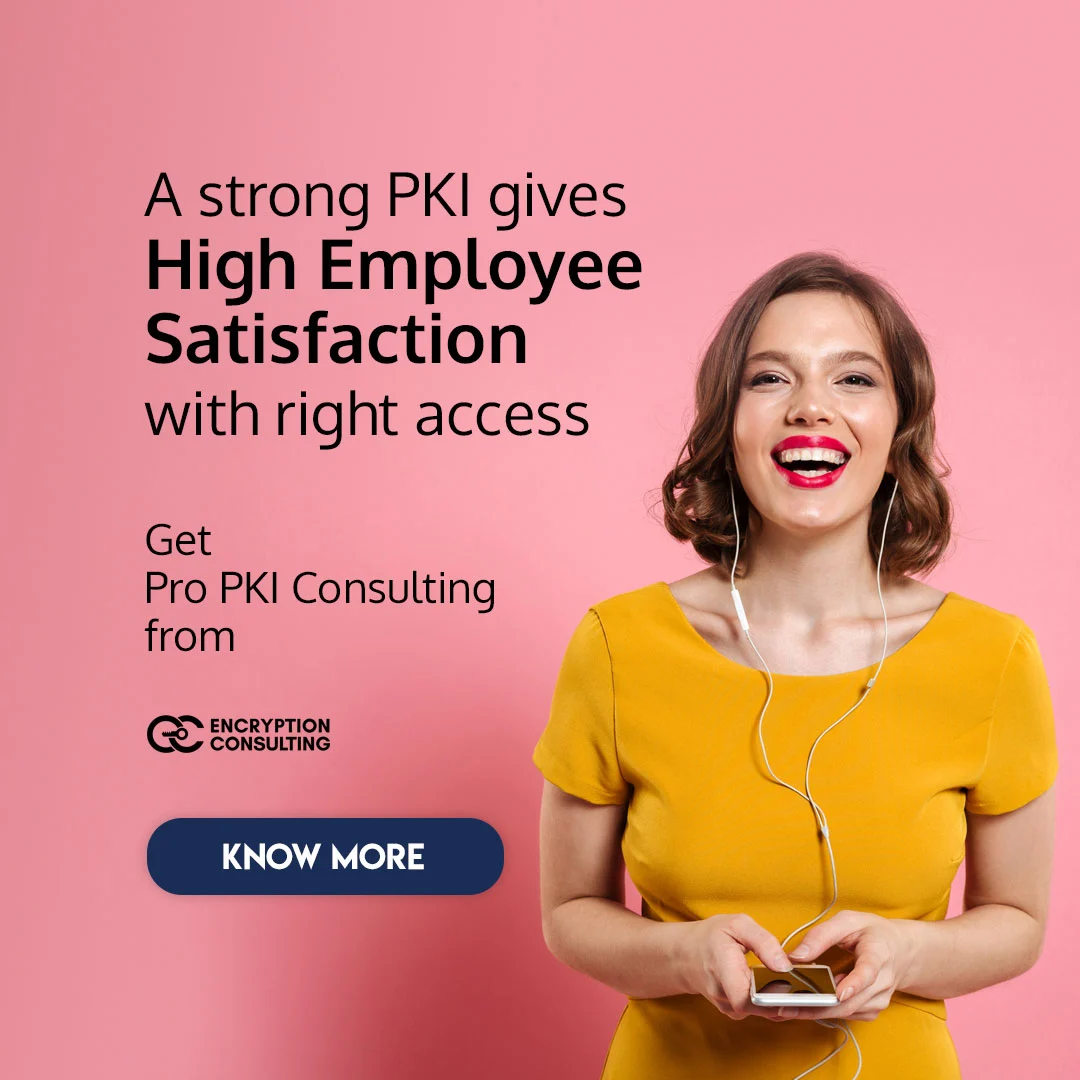 A strong PKI gives
High Employee
Satisfaction
with right access
Get
Pro PKI Consulting
from
ENCRYPTION
CONSULTING
KNOW MORE